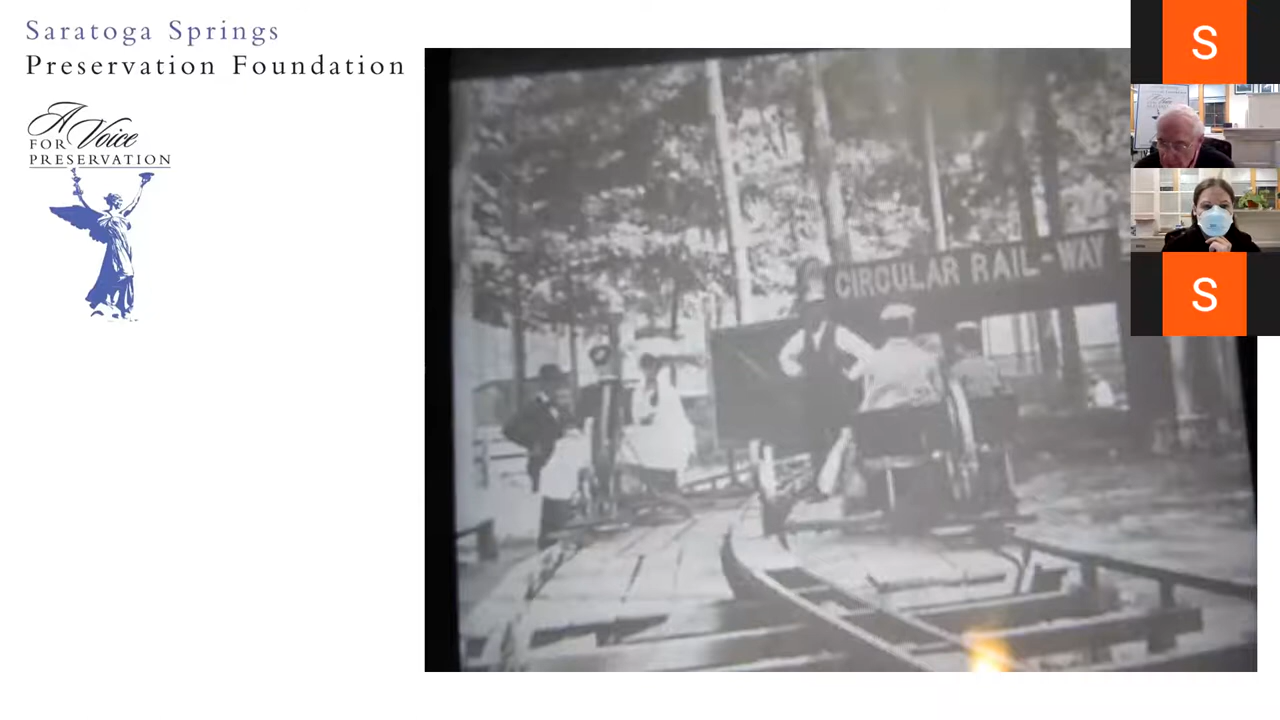 Saratoga Springs
Preservation Foundation
A Voice
FOR
PRESERVATION
CIRCULAR RAIL-WAY
S
S